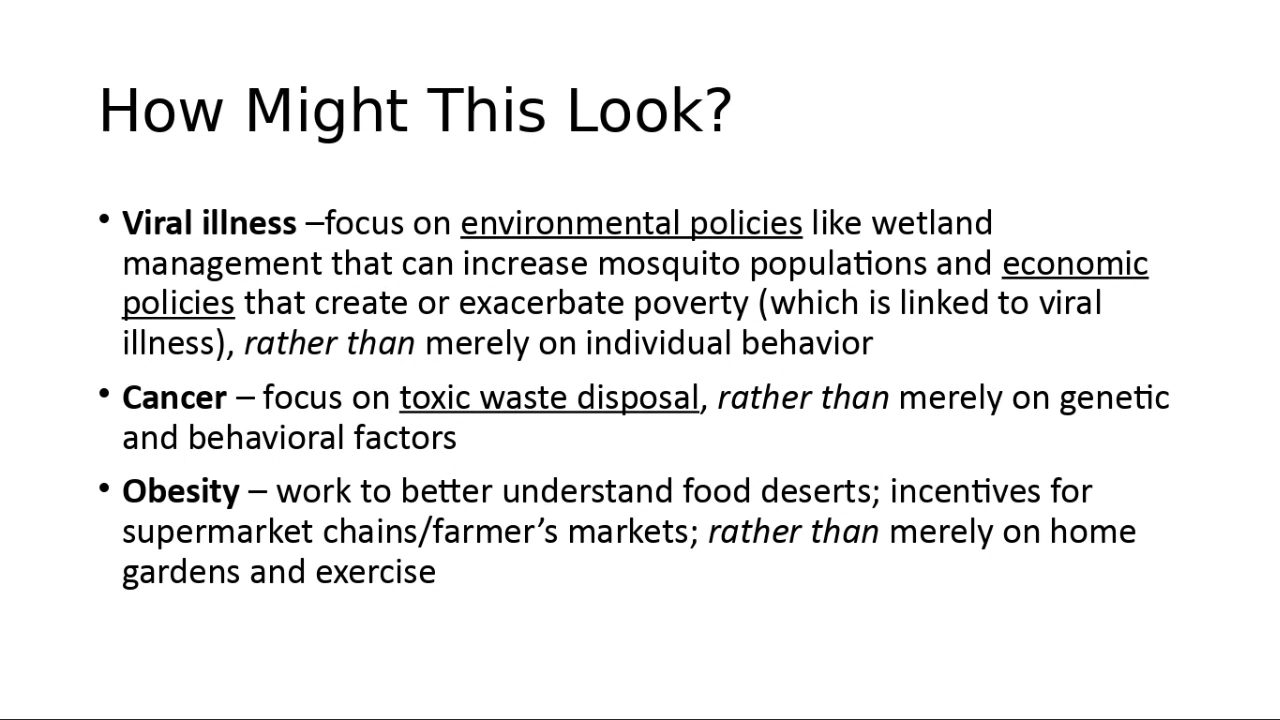 How Might This Look?
• Viral illness –focus on environmental policies like wetland
management that can increase mosquito populations and economic
policies that create or exacerbate poverty (which is linked to viral
illness), rather than merely on individual behavior
• Cancer – focus on toxic waste disposal, rather than merely on genetic
and behavioral factors
• Obesity – work to better understand food deserts; incentives for
supermarket chains/farmer’s markets; rather than merely on home
gardens and exercise